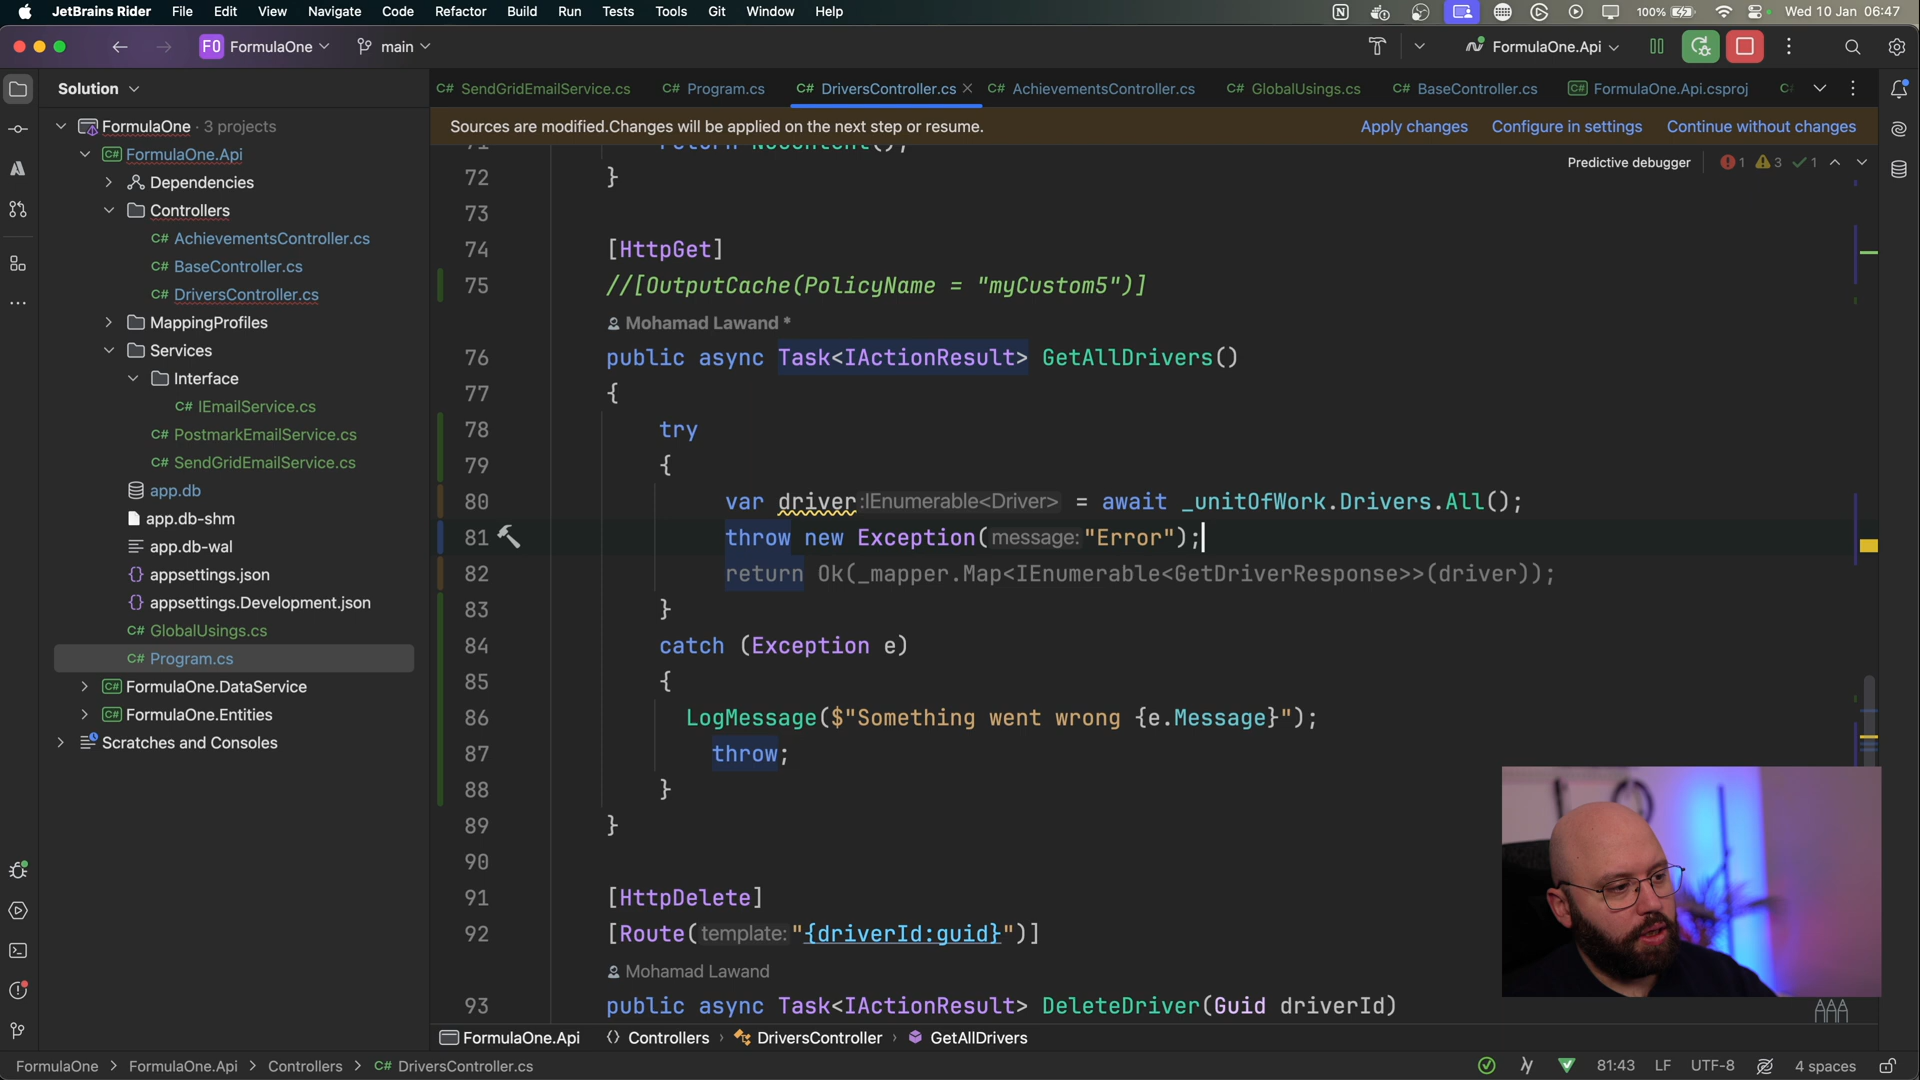 JetBrains Rider File Edit View Navigate Code Refactor Build Run Tests Tools Git Window Help 100% Wed 10 Jan 06:47
FO FormulaOne main FormulaOne.Api
Solution
C# SendGridEmailService.cs C# Program.cs C# DriversController.cs C# AchievementsController.cs C# GlobalUsings.cs C# BaseController.cs C# FormulaOne.Api.csproj
Sources are modified.Changes will be applied on the next step or resume. Apply changes Configure in settings Continue without changes
Predictive debugger 1 3 1
FormulaOne · 3 projects
C# FormulaOne.Api
Dependencies
Controllers
C# AchievementsController.cs
C# BaseController.cs
C# DriversController.cs
MappingProfiles
Services
Interface
C# IEmailService.cs
C# PostmarkEmailService.cs
C# SendGridEmailService.cs
app.db
app.db-shm
app.db-wal
{} appsettings.json
{} appsettings.Development.json
C# GlobalUsings.cs
C# Program.cs
C# FormulaOne.DataService
C# FormulaOne.Entities
Scratches and Consoles
71 return NoContent();
72 }
73
74 [HttpGet]
75 //[OutputCache(PolicyName = "myCustom5")]
Mohamad Lawand *
76 public async Task<IActionResult> GetAllDrivers()
77 {
78 try
79 {
80 var driver :IEnumerable<Driver> = await _unitOfWork.Drivers.All();
81 throw new Exception( message: "Error");
82 return Ok(_mapper.Map<IEnumerable<GetDriverResponse>>(driver));
83 }
84 catch (Exception e)
85 {
86 LogMessage($"Something went wrong {e.Message}");
87 throw;
88 }
89 }
90
91 [HttpDelete]
92 [Route( template: "{driverId:guid}")]
Mohamad Lawand
93 public async Task<IActionResult> DeleteDriver(Guid driverId)
FormulaOne.Api Controllers DriversController GetAllDrivers
FormulaOne FormulaOne.Api Controllers C# DriversController.cs 81:43 LF UTF-8 4 spaces